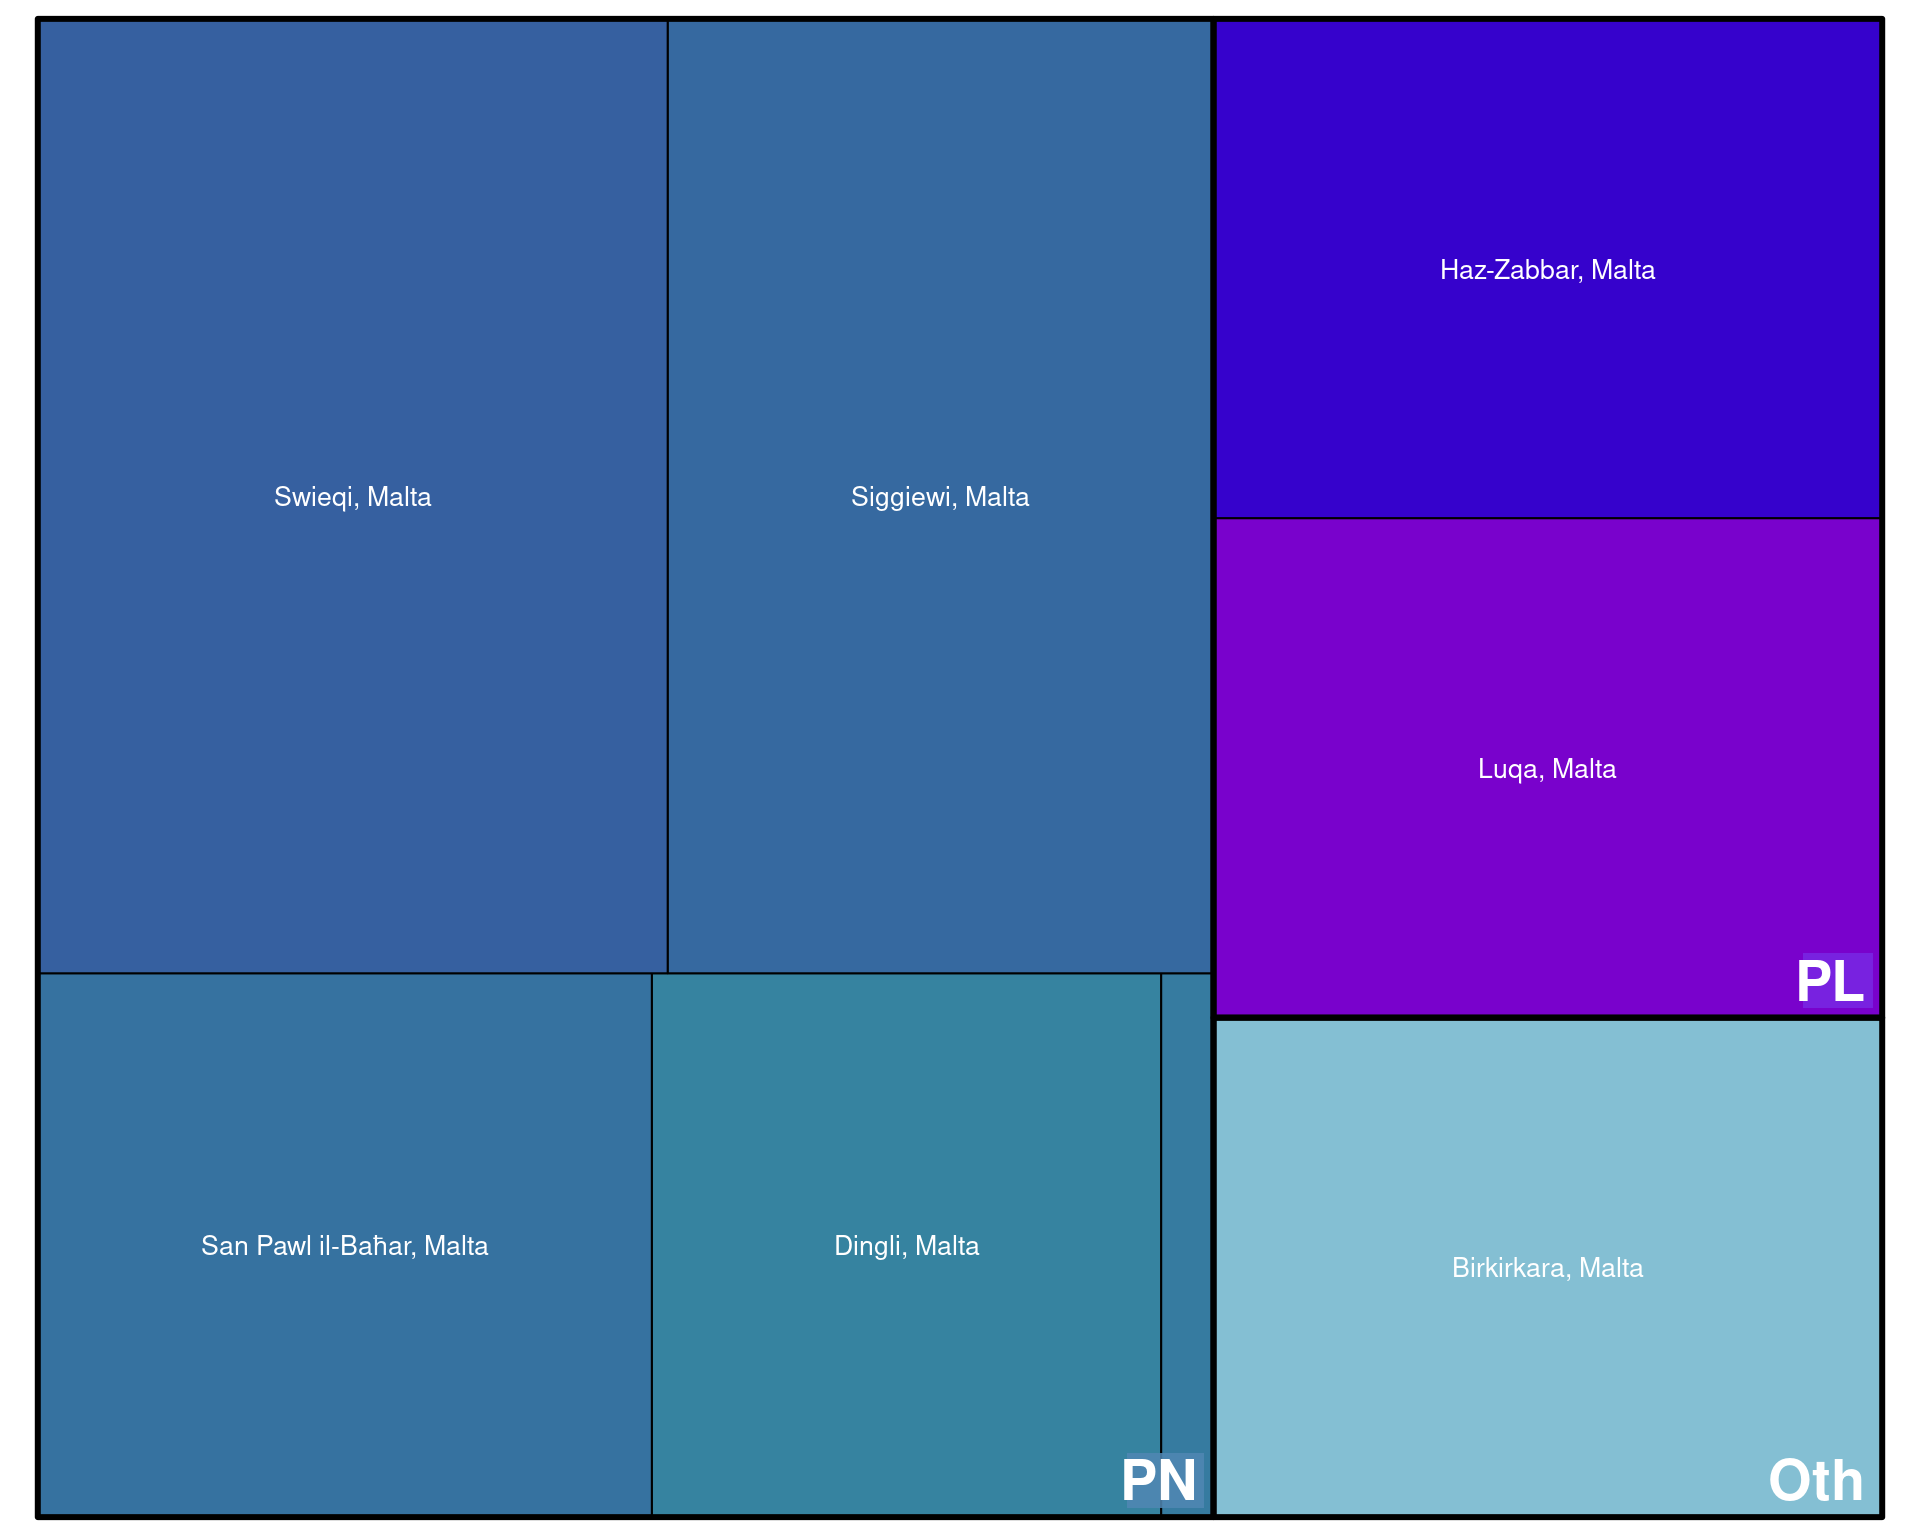 Swieqi, Malta
Siggiewi, Malta
Haz-Zabbar, Malta
Luqa, Malta
PL
San Pawl il-Baħar, Malta
Dingli, Malta
PN
Birkirkara, Malta
Oth